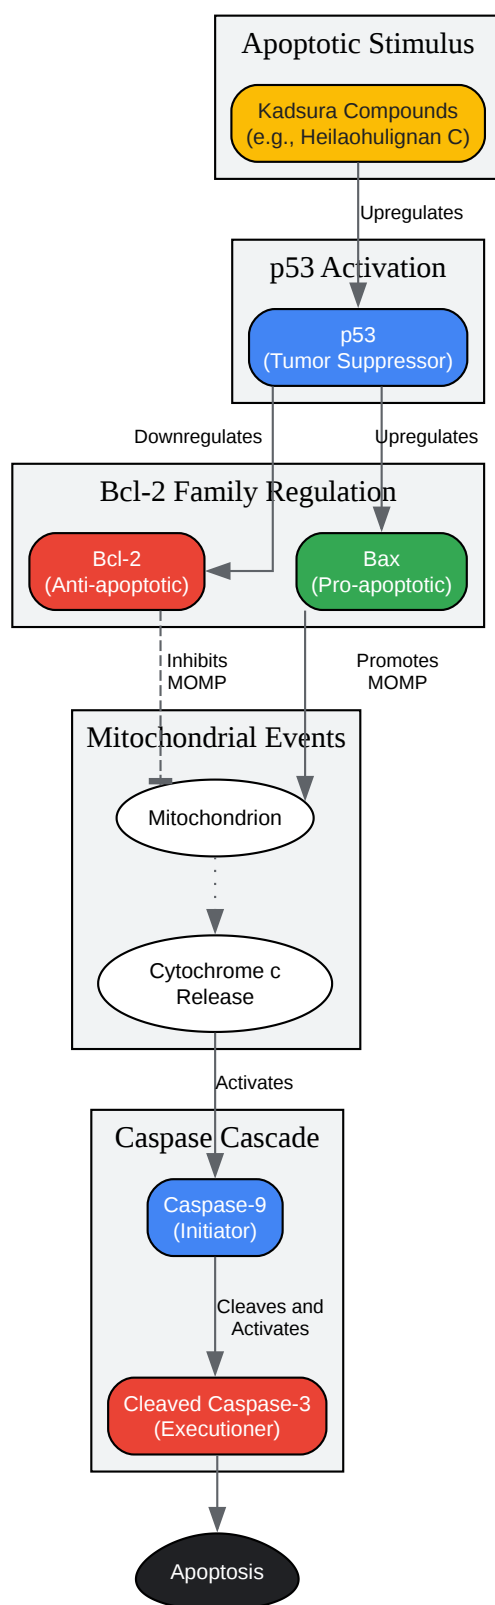 Apoptotic Stimulus
Kadsura Compounds
(e.g., Heilaohulignan C)
Upregulates
p53 Activation
p53
(Tumor Suppressor)
Downregulates
Upregulates
Bcl-2 Family Regulation
Bcl-2
(Anti-apoptotic)
Bax
(Pro-apoptotic)
Inhibits
MOMP
Promotes
MOMP
Mitochondrial Events
Mitochondrion
Cytochrome c
Release
Activates
Caspase Cascade
Caspase-9
(Initiator)
Cleaves and
Activates
Cleaved Caspase-3
(Executioner)
Apoptosis